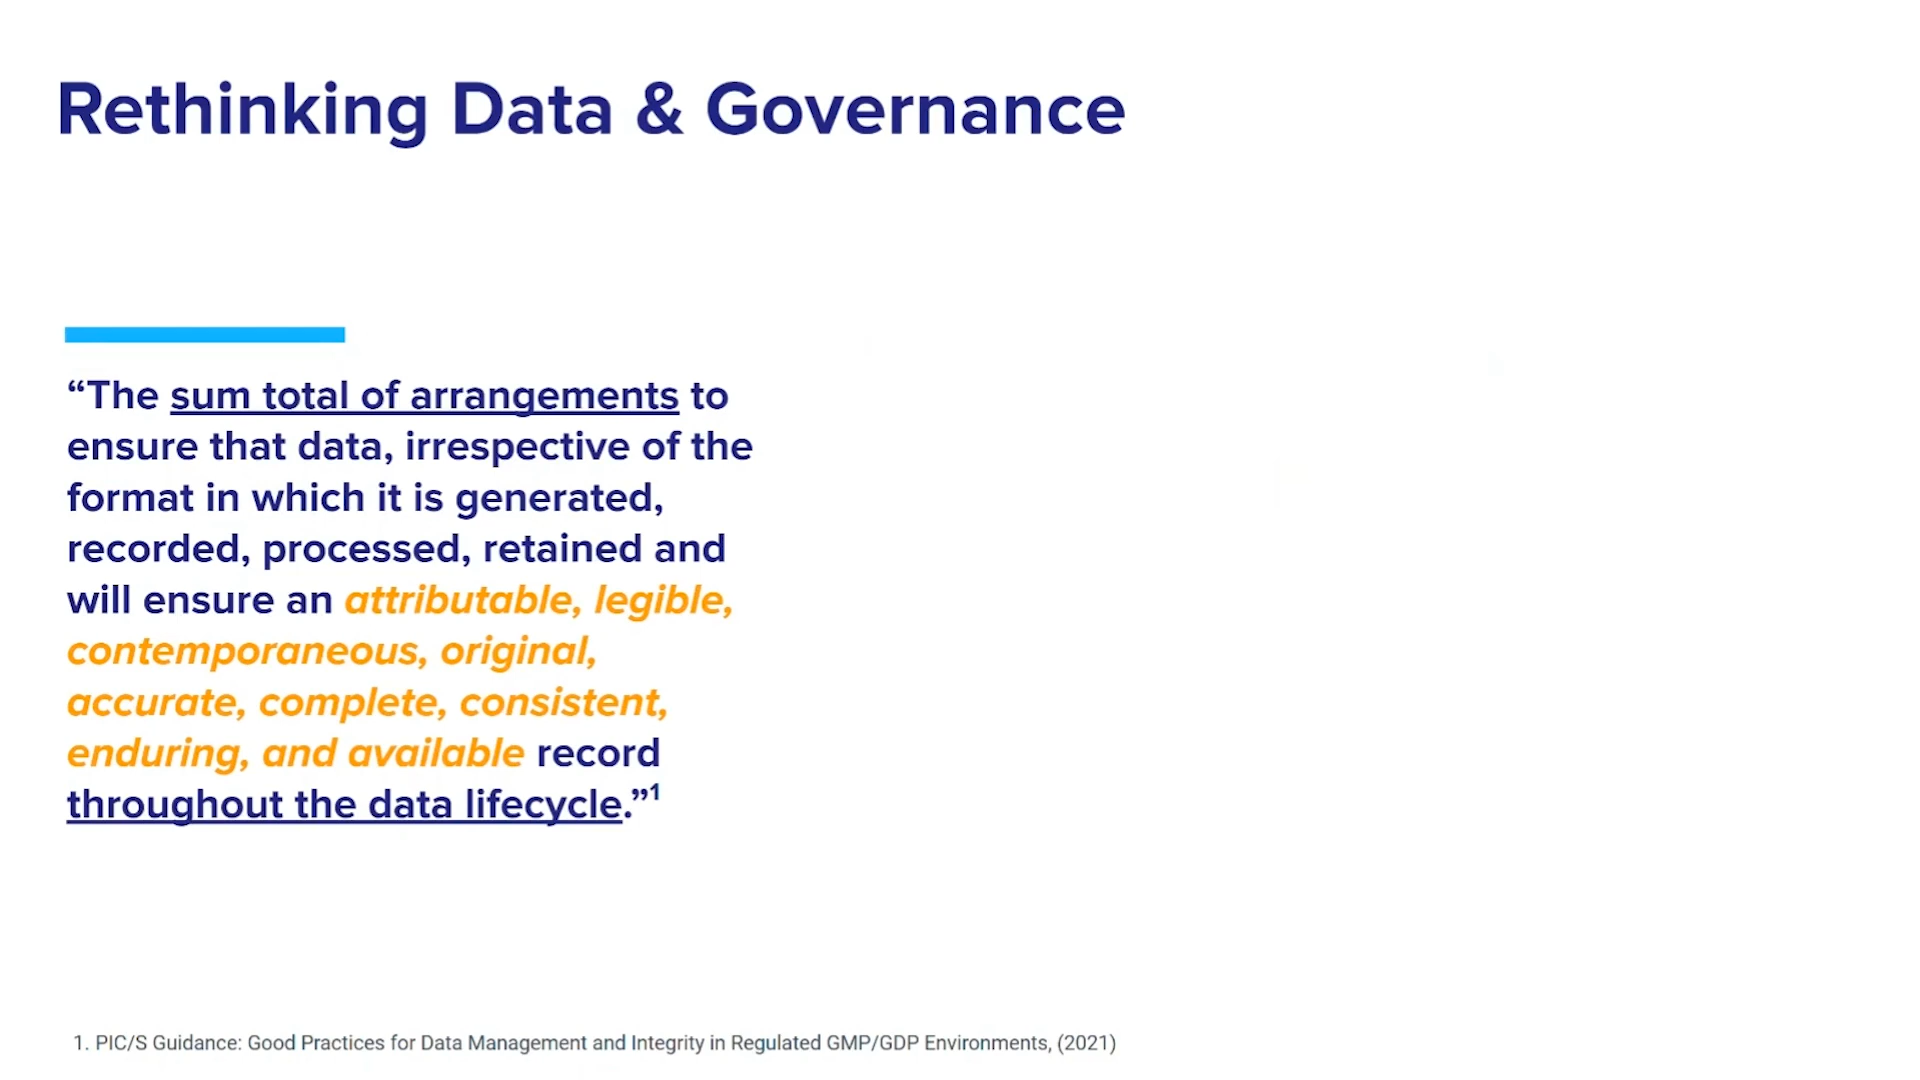 Rethinking Data & Governance
“The sum total of arrangements to
ensure that data, irrespective of the
format in which it is generated,
recorded, processed, retained and
will ensure an attributable, legible,
contemporaneous, original,
accurate, complete, consistent,
enduring, and available record
throughout the data lifecycle.”¹
1. PIC/S Guidance: Good Practices for Data Management and Integrity in Regulated GMP/GDP Environments, (2021)